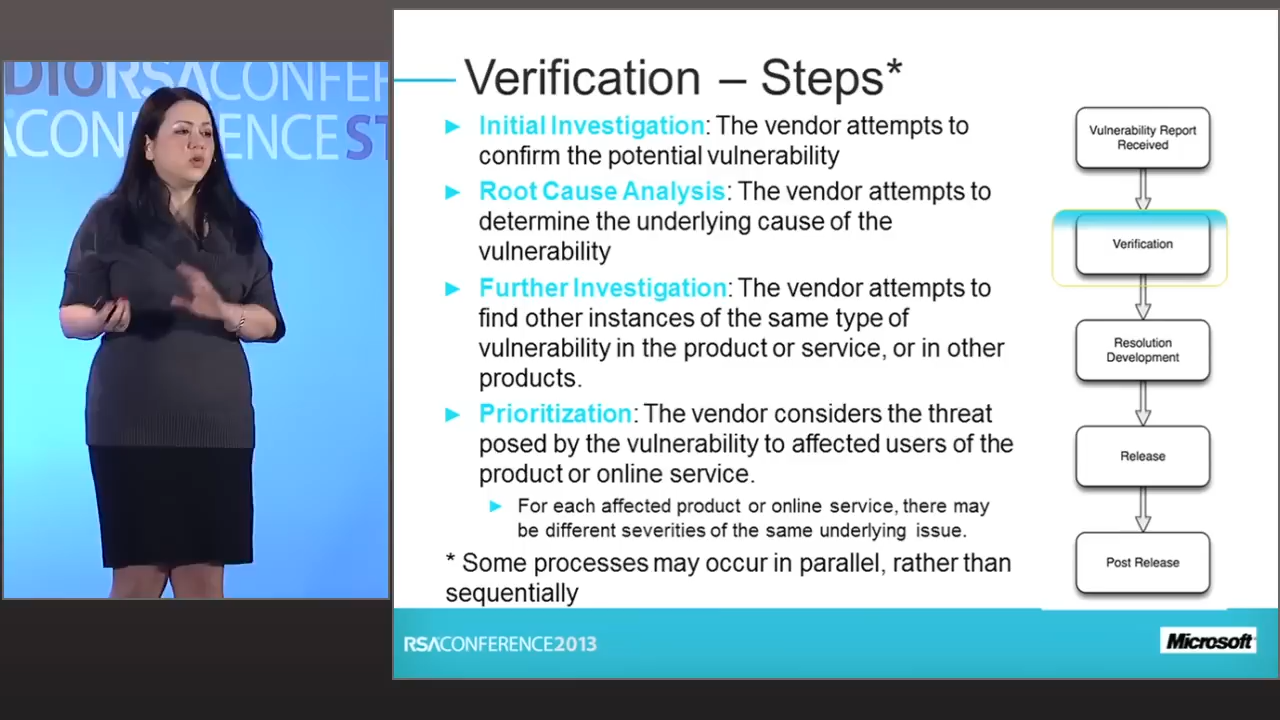 DIO RSACONFERE
SACONFERENCE ST
Verification – Steps*
► Initial Investigation: The vendor attempts to
confirm the potential vulnerability
► Root Cause Analysis: The vendor attempts to
determine the underlying cause of the
vulnerability
► Further Investigation: The vendor attempts to
find other instances of the same type of
vulnerability in the product or service, or in other
products.
► Prioritization: The vendor considers the threat
posed by the vulnerability to affected users of the
product or online service.
► For each affected product or online service, there may
be different severities of the same underlying issue.
* Some processes may occur in parallel, rather than
sequentially
Vulnerability Report
Received
Verification
Resolution
Development
Release
Post Release
RSACONFERENCE2013
Microsoft